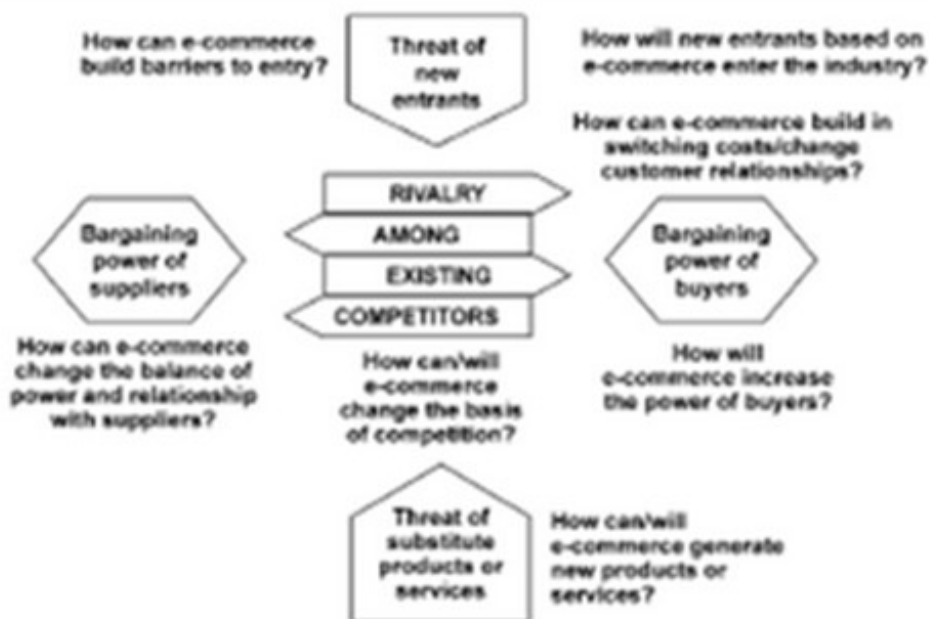 How can e-commerce
build barriers to entry?
Threat of
new
entrants
How will new entrants based on
e-commerce enter the industry?
How can e-commerce build in
switching costs/change
customer relationships?
Bargaining
power of
suppliers
RIVALRY
AMONG
EXISTING
COMPETITORS
Bargaining
power of
buyers
How can e-commerce
change the balance of
power and relationship
with suppliers?
How can/will
e-commerce
change the basis
of competition?
How will
e-commerce increase
the power of buyers?
Threat of
substitute
products or
services
How can/will
e-commerce generate
new products or
services?